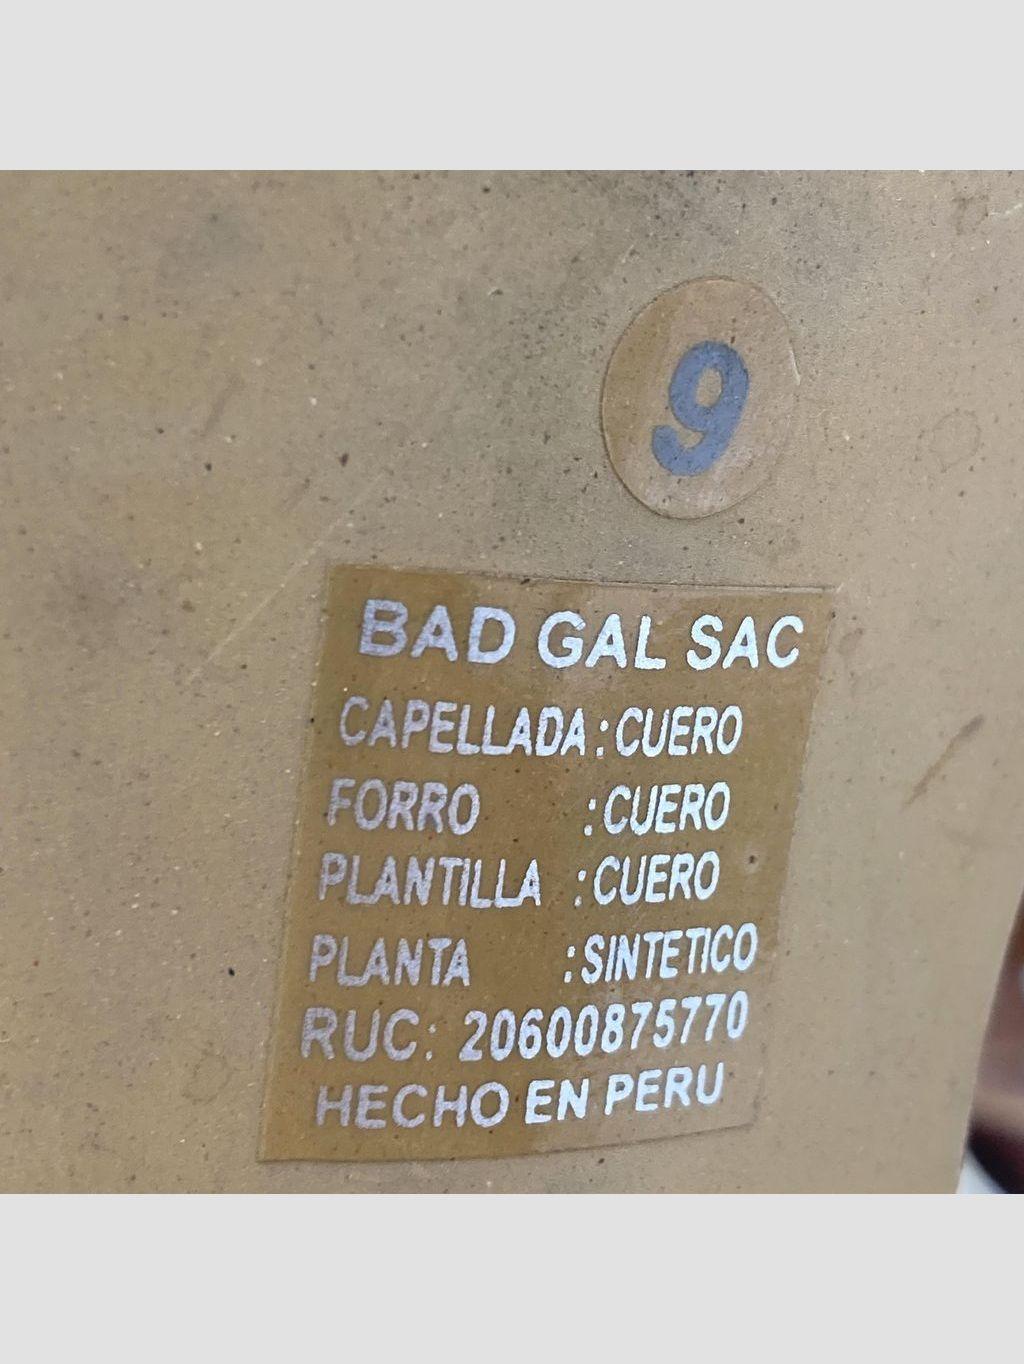 9
BAD GAL SAC
CAPELLADA : CUERO
FORRO : CUERO
PLANTILLA : CUERO
PLANTA : SINTETICO
RUC: 20600875770
HECHO EN PERU